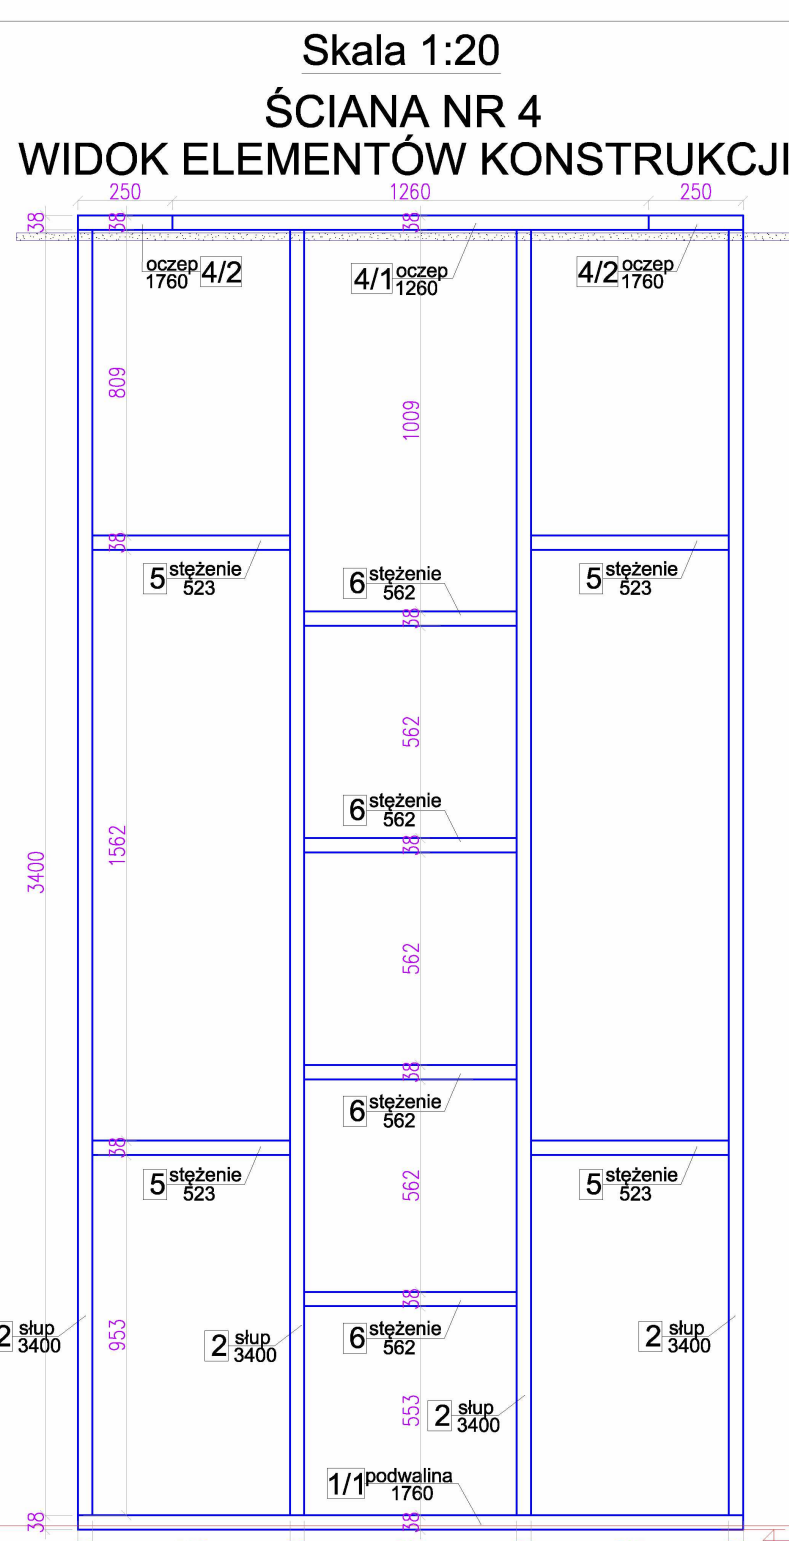 Skala 1:20
ŚCIANA NR 4
WIDOK ELEMENTÓW KONSTRUKCJI
250 1260 250
38 38 38
oczep 4/2
1760
4/1 oczep
1260
4/2 oczep
1760
809
1009
38
5 stężenie
523
6 stężenie
562
5 stężenie
523
38
562
6 stężenie
562
38
1562
3400
562
38
6 stężenie
562
38
5 stężenie
523
562
5 stężenie
523
38
6 stężenie
562
2 słup
3400
953
2 słup
3400
2 słup
3400
553
2 słup
3400
1/1 podwalina
1760
38 38